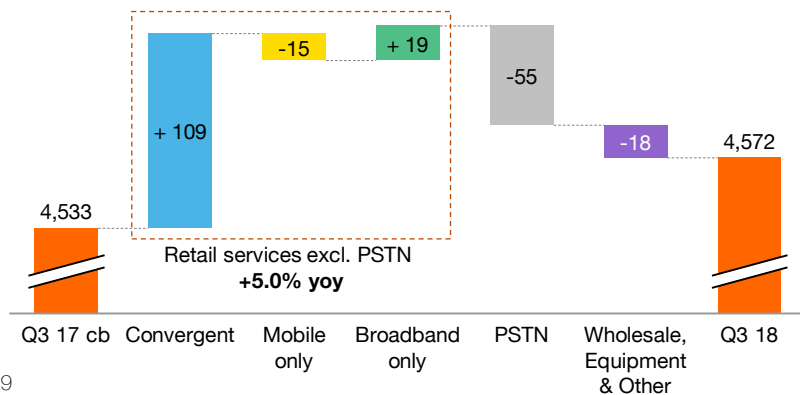 -15
+ 19
-55
+ 109
-18
4,572
4,533
Retail services excl. PSTN
+5.0% yoy
Q3 17 cb Convergent Mobile only Broadband only PSTN Wholesale, Equipment & Other Q3 18
9